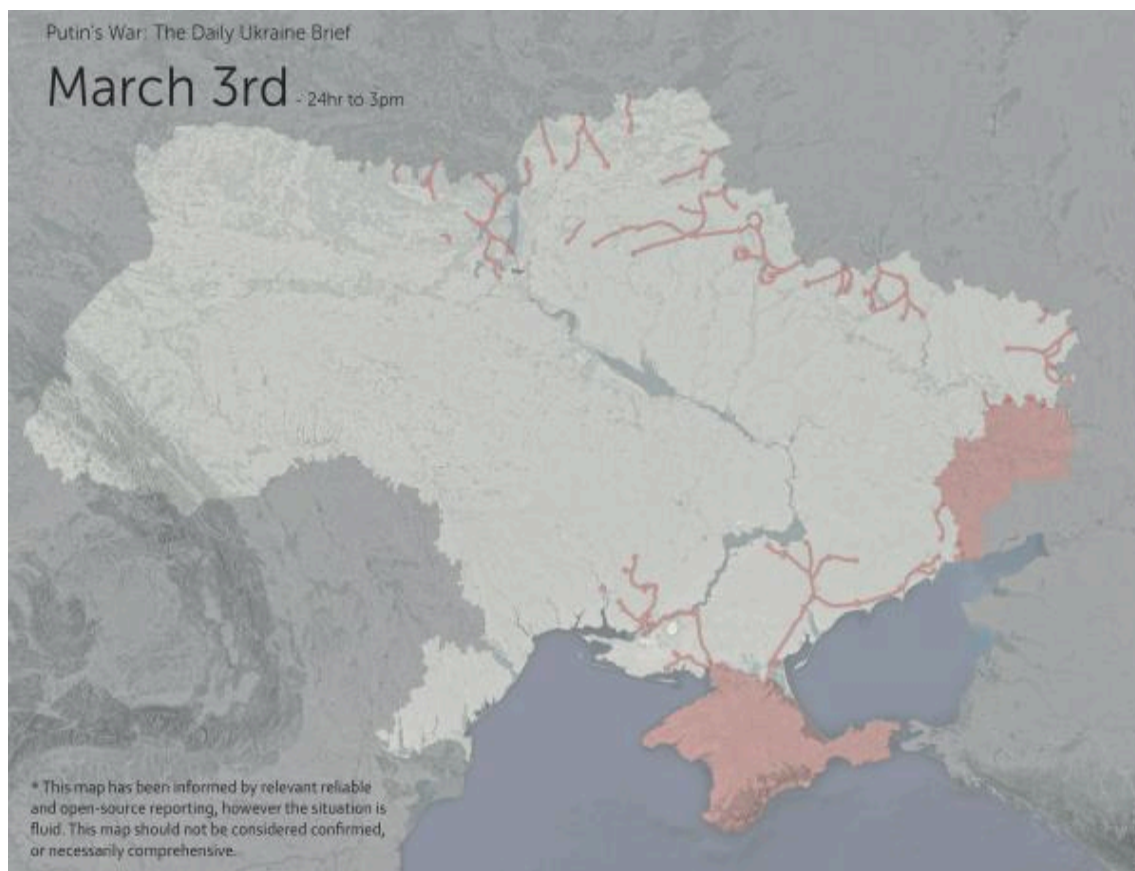 Putin's War: The Daily Ukraine Brief
March 3rd - 24hr to 3pm
* This map has been informed by relevant reliable
and open-source reporting, however the situation is
fluid. This map should not be considered confirmed,
or necessarily comprehensive.